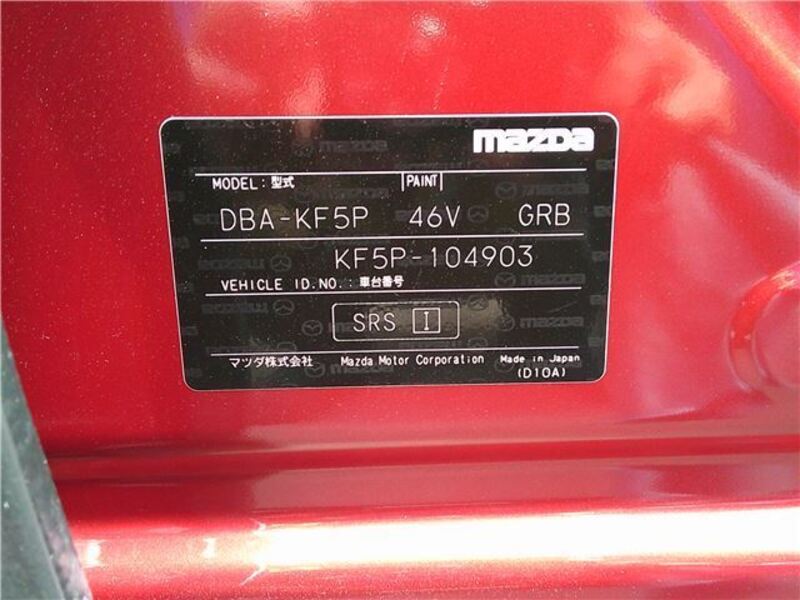 mazda
MODEL : 型式 PAINT
DBA-KF5P 46V GRB
KF5P-104903
VEHICLE ID.NO. : 車台番号
SRS I
マツダ株式会社 Mazda Motor Corporation Made in Japan
(D10A)